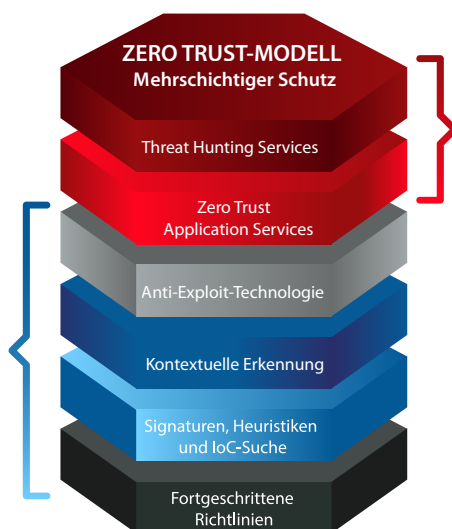 ZERO TRUST-MODELL
Mehrschichtiger Schutz
Threat Hunting Services
Zero Trust
Application Services
Anti-Exploit-Technologie
Kontextuelle Erkennung
Signaturen, Heuristiken
und IoC-Suche
Fortgeschrittene
Richtlinien